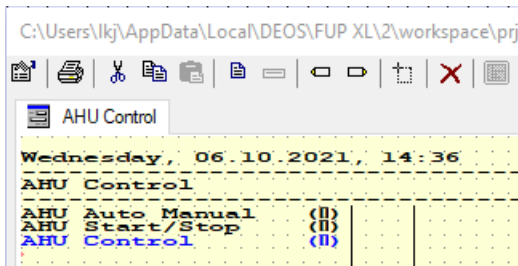 C:\Users\lkj\AppData\Local\DEOS\FUP XL\2\workspace\prj
AHU Control
Wednesday, 06.10.2021, 14:36
AHU Control
AHU Auto Manual (▯)
AHU Start/Stop (▯)
AHU Control (▯)